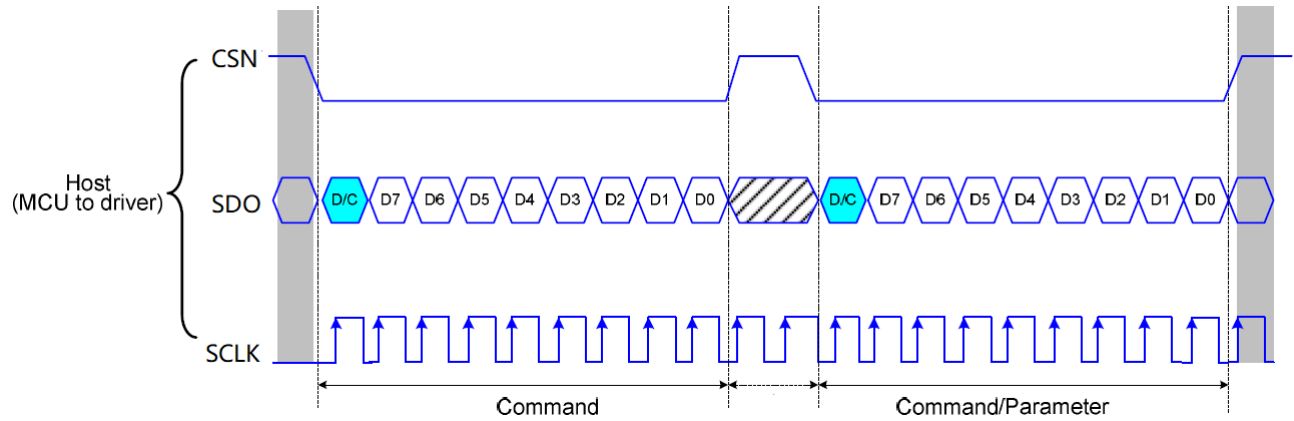 CSN
Host
(MCU to driver)
SDO
D/C D7 D6 D5 D4 D3 D2 D1 D0 D/C D7 D6 D5 D4 D3 D2 D1 D0
SCLK
Command
Command/Parameter